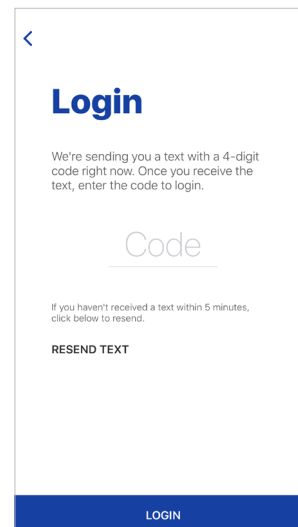 Login
We're sending you a text with a 4-digit
code right now. Once you receive the
text, enter the code to login.
Code
If you haven't received a text within 5 minutes,
click below to resend.
RESEND TEXT
LOGIN